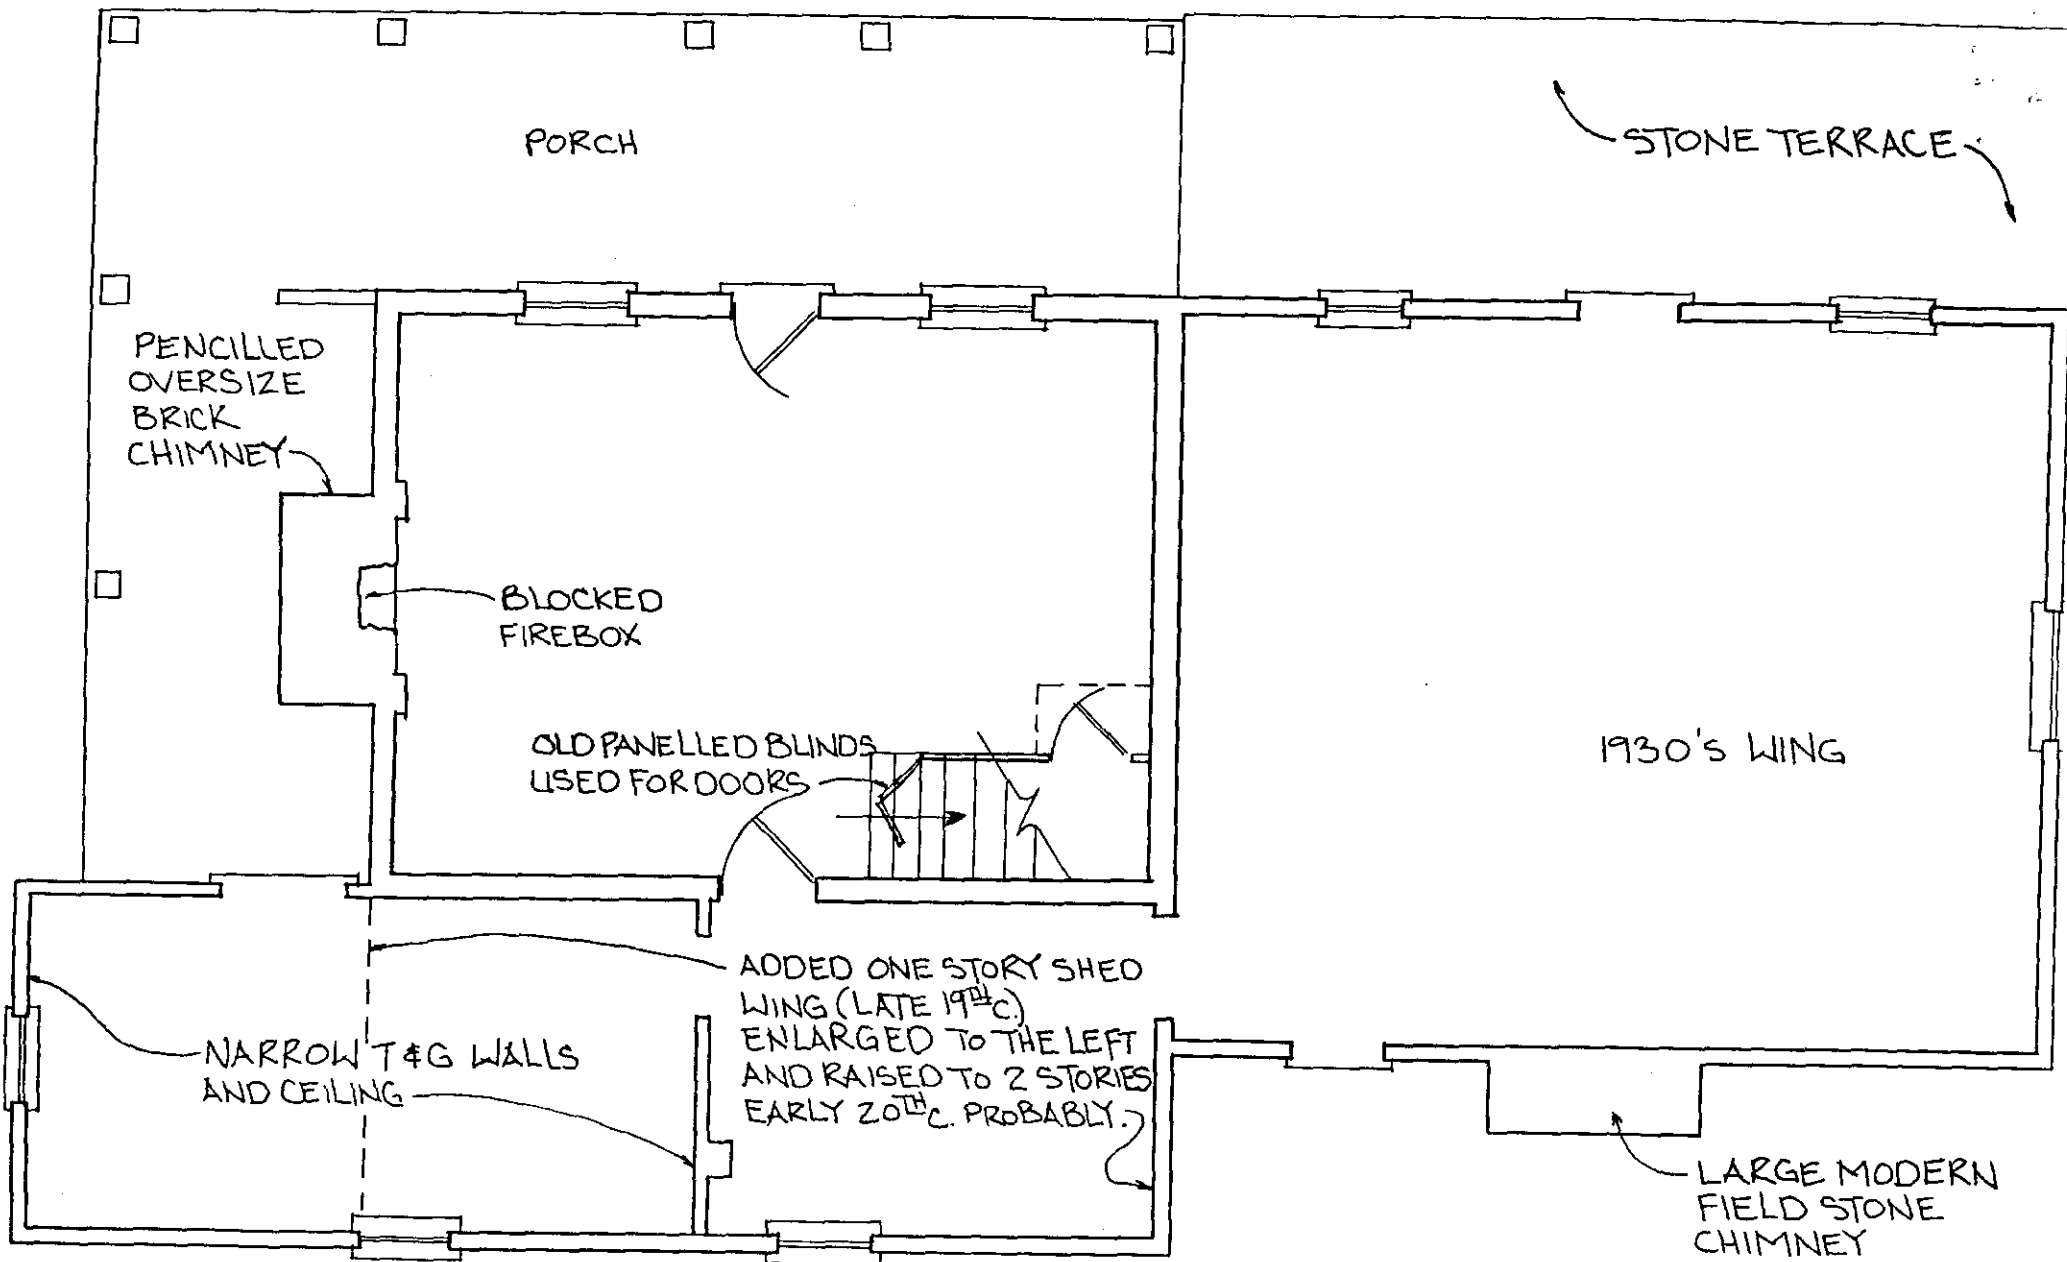 PORCH
STONE TERRACE
PENCILLED
OVERSIZE
BRICK
CHIMNEY
BLOCKED
FIREBOX
OLD PANELLED BLINDS
USED FOR DOORS
1930'S WING
ADDED ONE STORY SHED
WING (LATE 19TH C.)
ENLARGED TO THE LEFT
AND RAISED TO 2 STORIES
EARLY 20TH C. PROBABLY.
NARROW T&G WALLS
AND CEILING
LARGE MODERN
FIELD STONE
CHIMNEY